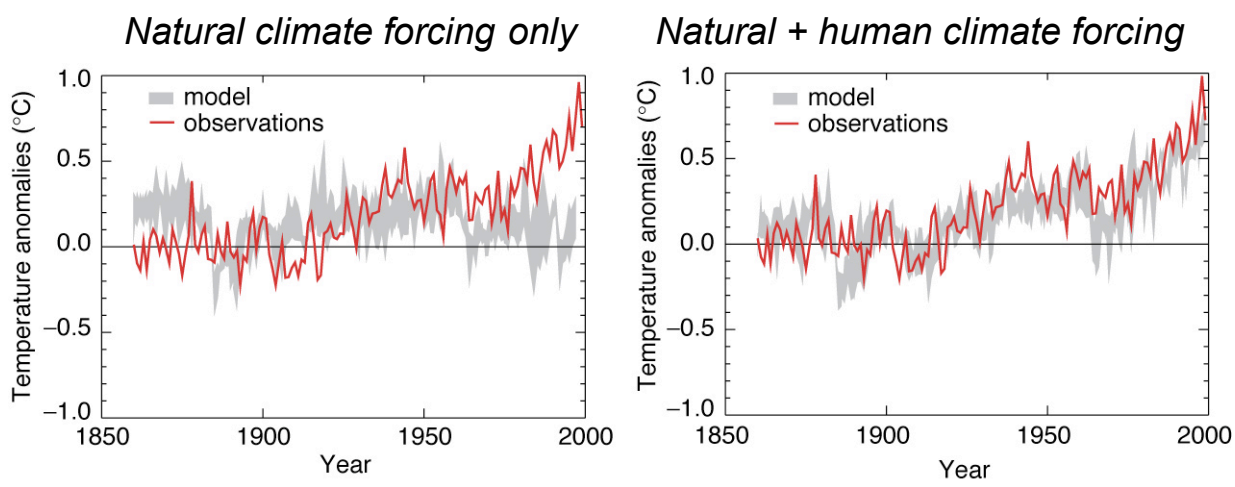 Natural climate forcing only
Temperature anomalies (°C)
1.0
0.5
0.0
−0.5
−1.0
model
observations
1850
1900
1950
2000
Year
Natural + human climate forcing
Temperature anomalies (°C)
1.0
0.5
0.0
−0.5
−1.0
model
observations
1850
1900
1950
2000
Year